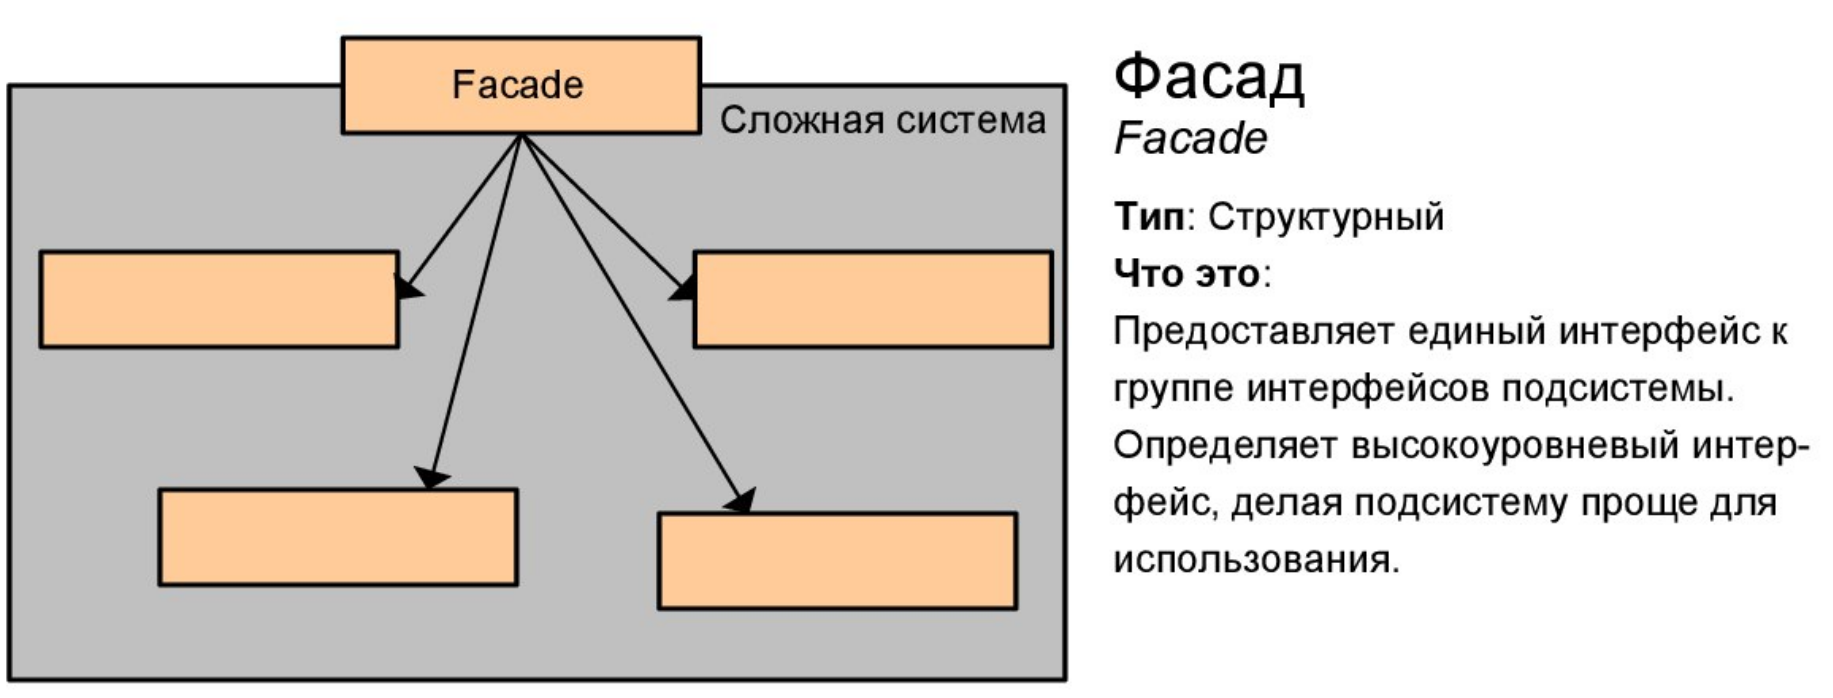 Facade
Сложная система
Фасад
Facade
Тип: Структурный
Что это:
Предоставляет единый интерфейс к
группе интерфейсов подсистемы.
Определяет высокоуровневый интер-
фейс, делая подсистему проще для
использования.